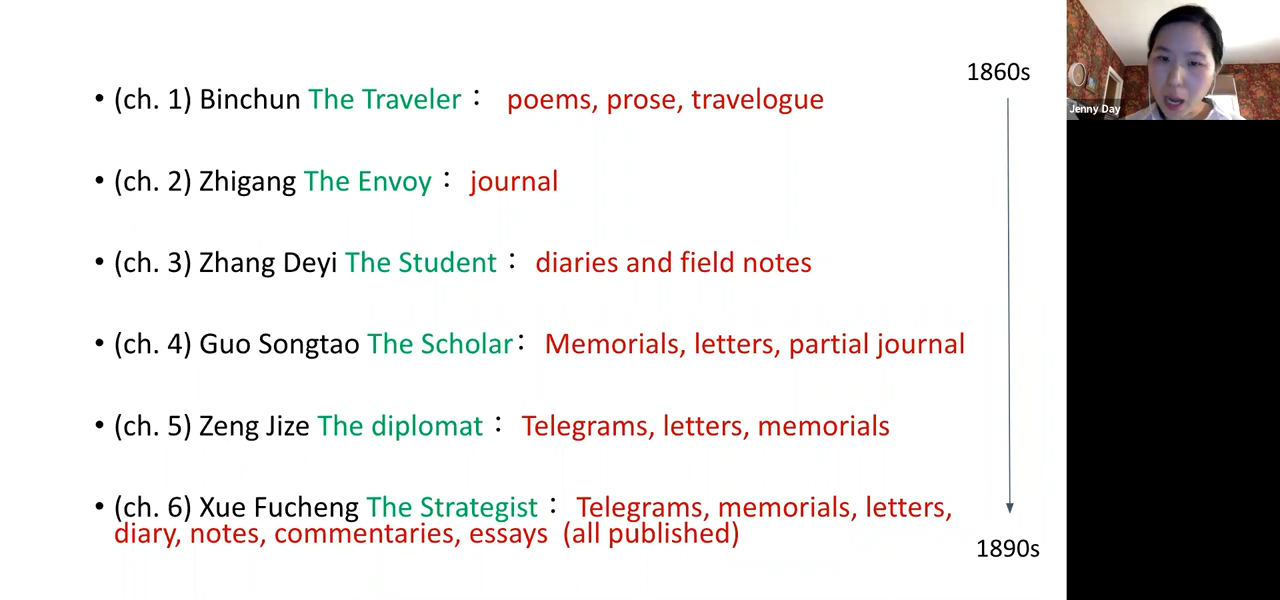 1860s
• (ch. 1) Binchun The Traveler： poems, prose, travelogue
Jenny Day
• (ch. 2) Zhigang The Envoy： journal
• (ch. 3) Zhang Deyi The Student： diaries and field notes
• (ch. 4) Guo Songtao The Scholar： Memorials, letters, partial journal
• (ch. 5) Zeng Jize The diplomat： Telegrams, letters, memorials
• (ch. 6) Xue Fucheng The Strategist： Telegrams, memorials, letters,
diary, notes, commentaries, essays (all published)
1890s